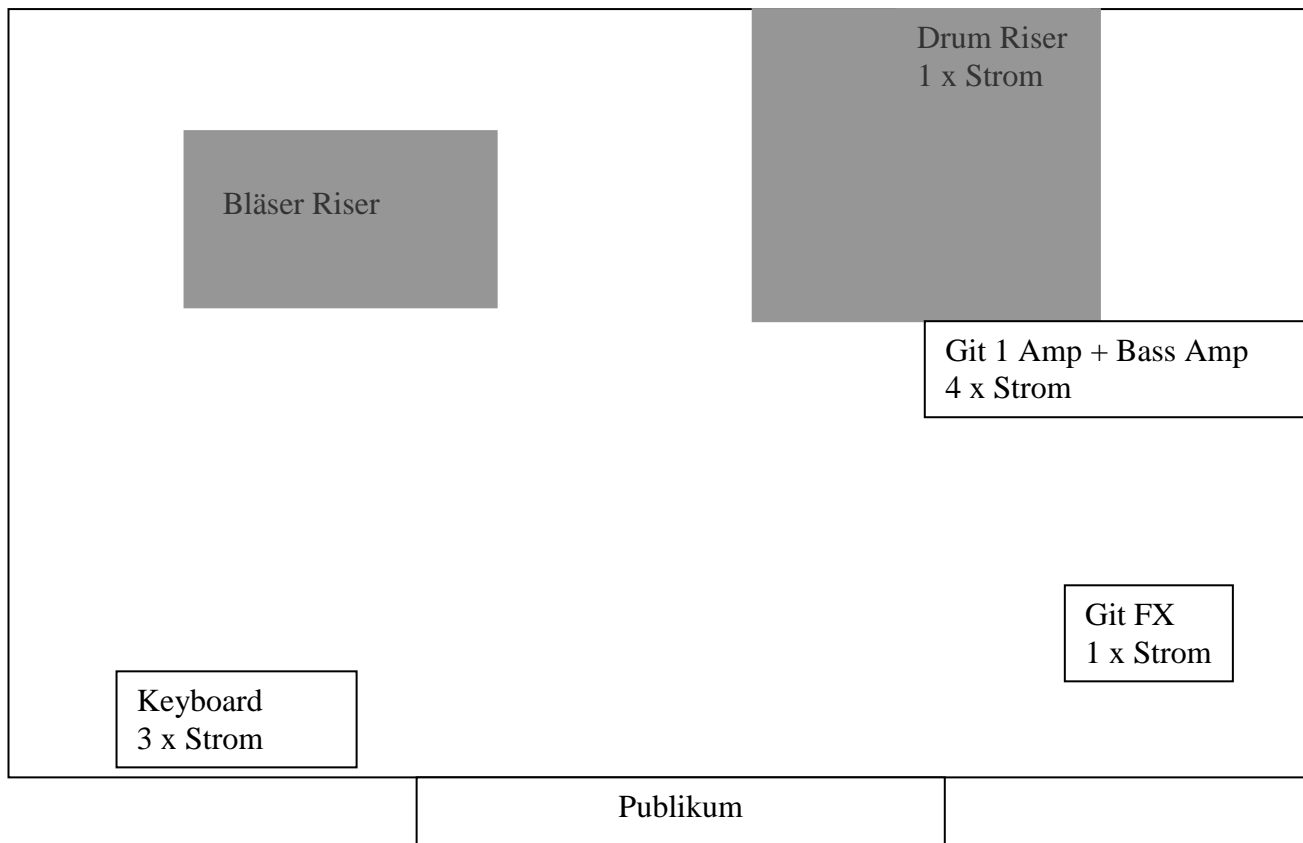 Drum Riser
1 x Strom
Bläser Riser
Git 1 Amp + Bass Amp
4 x Strom
Git FX
1 x Strom
Keyboard
3 x Strom
Publikum